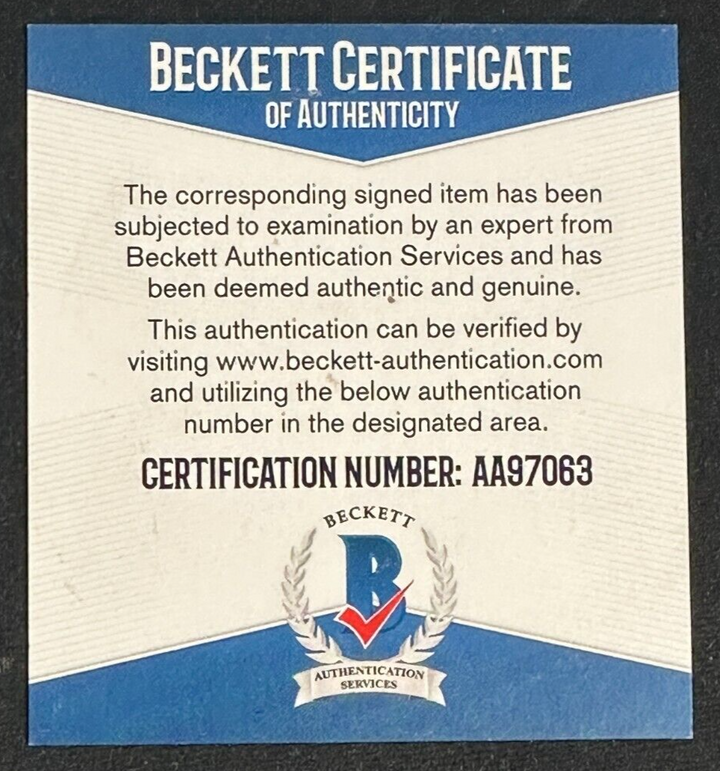 BECKETT CERTIFICATE
OF AUTHENTICITY
The corresponding signed item has been
subjected to examination by an expert from
Beckett Authentication Services and has
been deemed authentic and genuine.
This authentication can be verified by
visiting www.beckett-authentication.com
and utilizing the below authentication
number in the designated area.
CERTIFICATION NUMBER: AA97063
BECKETT
B
AUTHENTICATION
SERVICES